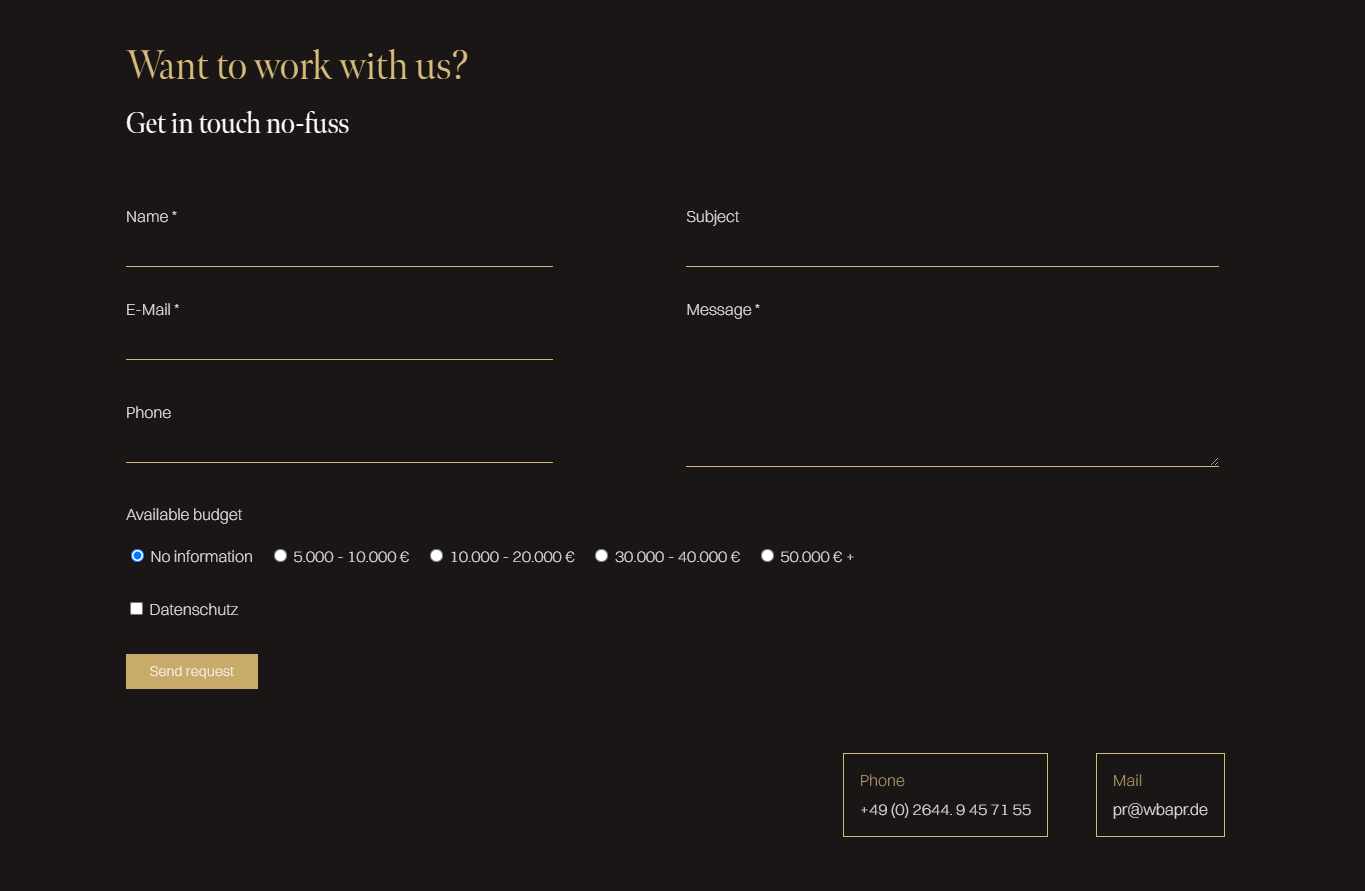 Want to work with us?
Get in touch no-fuss
Name *
Subject
E-Mail *
Message *
Phone
Available budget
No information 5.000 - 10.000 € 10.000 - 20.000 € 30.000 - 40.000 € 50.000 € +
Datenschutz
Send request
Phone
+49 (0) 2644. 9 45 71 55
Mail
pr@wbapr.de